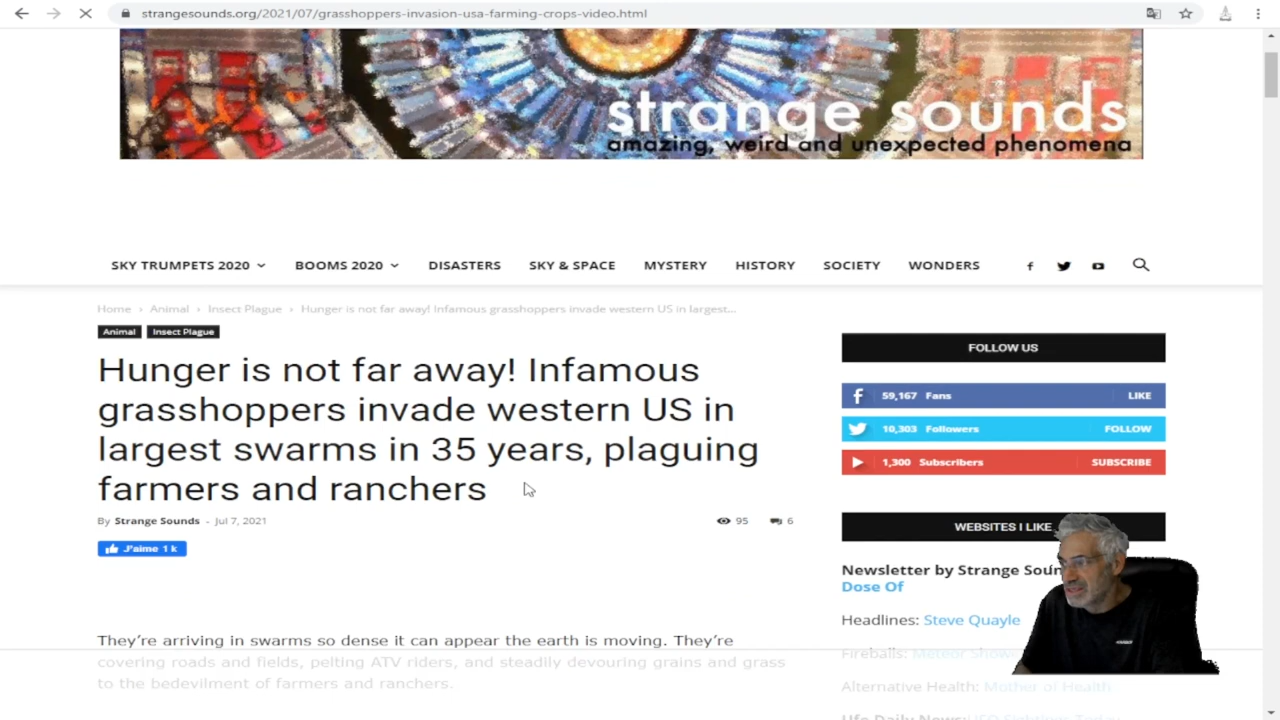 strangesounds.org/2021/07/grasshoppers-invasion-usa-farming-crops-video.html
strange sounds
amazing, weird and unexpected phenomena
SKY TRUMPETS 2020
BOOMS 2020
DISASTERS
SKY & SPACE
MYSTERY
HISTORY
SOCIETY
WONDERS
Home › Animal › Insect Plague › Hunger is not far away! Infamous grasshoppers invade western US in largest...
Animal
Insect Plague
Hunger is not far away! Infamous
grasshoppers invade western US in
largest swarms in 35 years, plaguing
farmers and ranchers
By Strange Sounds - Jul 7, 2021
95
6
J'aime 1 k
They're arriving in swarms so dense it can appear the earth is moving. They're
covering roads and fields, pelting ATV riders, and steadily devouring grains and grass
to the bedevilment of farmers and ranchers.
FOLLOW US
59,167 Fans
LIKE
10,303 Followers
FOLLOW
1,300 Subscribers
SUBSCRIBE
WEBSITES I LIKE
Newsletter by Strange
Dose Of
Headlines: Steve Quayle
Fireballs: Meteor
Alternative Health: Mother of Health
Ufo Daily News: UFO Sightings Today